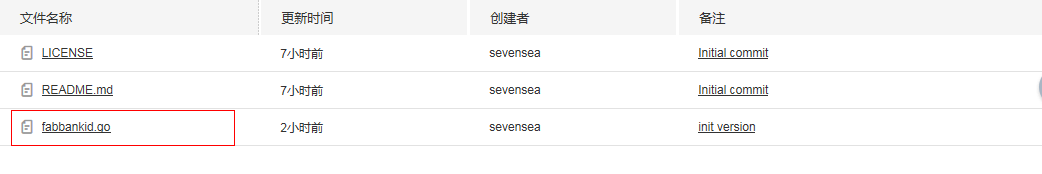 文件名称 更新时间 创建者 备注
LICENSE 7小时前 sevensea Initial commit
README.md 7小时前 sevensea Initial commit
fabbankid.go 2小时前 sevensea init version